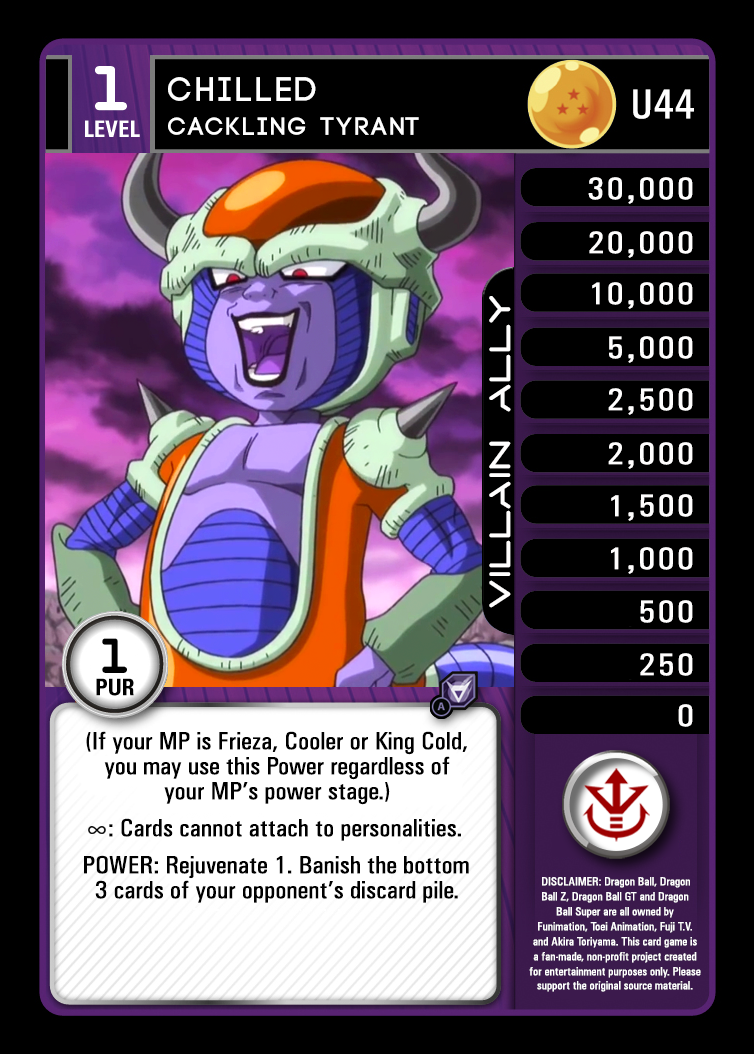 1
LEVEL
CHILLED
CACKLING TYRANT
U44
30,000
20,000
10,000
5,000
2,500
2,000
1,500
1,000
500
250
0
VILLAIN ALLY
1
PUR
A
(If your MP is Frieza, Cooler or King Cold,
you may use this Power regardless of
your MP's power stage.)
∞: Cards cannot attach to personalities.
POWER: Rejuvenate 1. Banish the bottom
3 cards of your opponent's discard pile.
DISCLAIMER: Dragon Ball, Dragon
Ball Z, Dragon Ball GT and Dragon
Ball Super are all owned by
Funimation, Toei Animation, Fuji T.V.
and Akira Toriyama. This card game is
a fan-made, non-profit project created
for entertainment purposes only. Please
support the original source material.